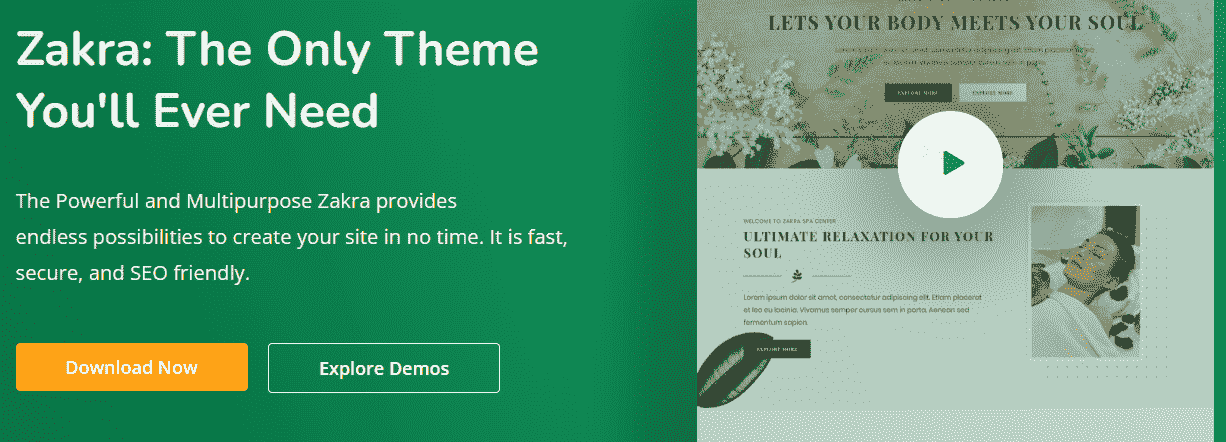 Zakra: The Only Theme
You'll Ever Need
The Powerful and Multipurpose Zakra provides
endless possibilities to create your site in no time. It is fast,
secure, and SEO friendly.
Download Now
Explore Demos
LETS YOUR BODY MEETS YOUR SOUL
EXPLORE MORE
EXPLORE MORE
WELCOME TO ZAKRA SPA CENTER
ULTIMATE RELAXATION FOR YOUR
SOUL
Lorem ipsum dolor sit amet, consectetur adipiscing elit. Etiam placerat
et leo eu lacinia. Vivamus semper cursus sem in porta. Aenean sed
fermentum sapien.
EXPLORE MORE